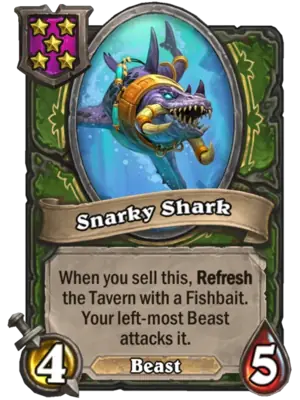 Snarky Shark
When you sell this, Refresh
the Tavern with a Fishbait.
Your left-most Beast
attacks it.
4
Beast
5